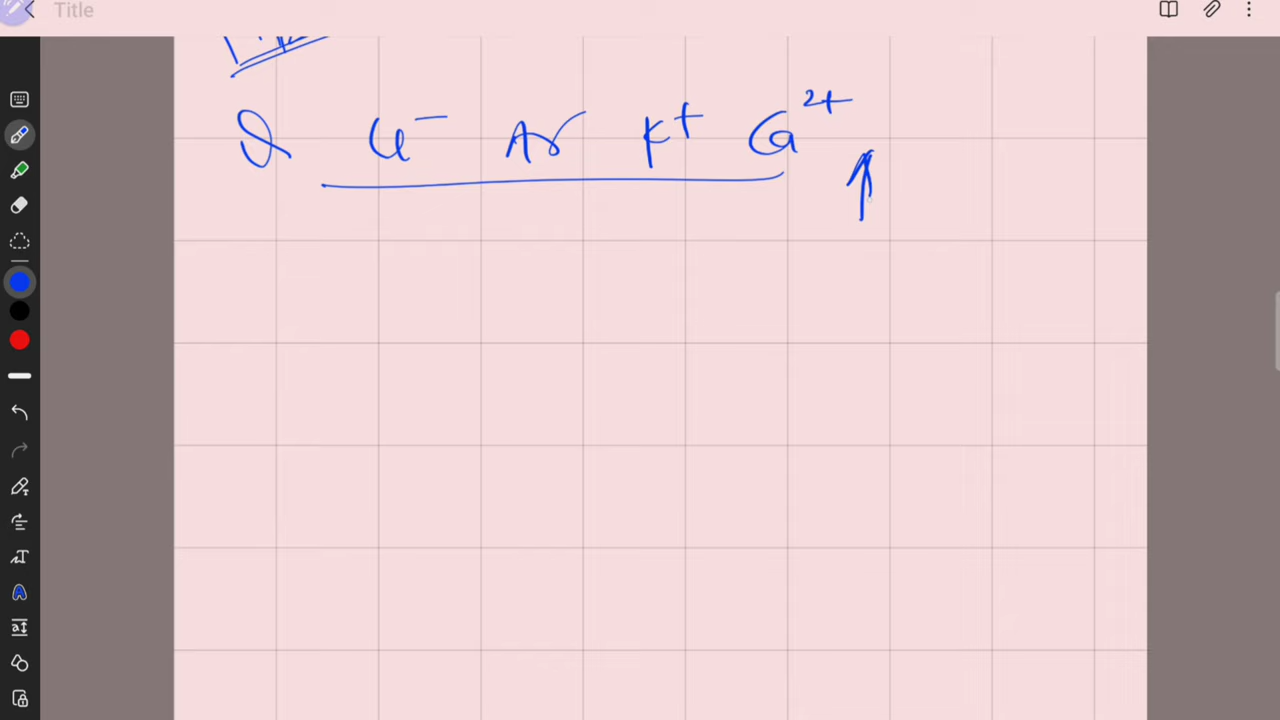 Title
Q Cl⁻ Ar K⁺ Ca²⁺ ↑